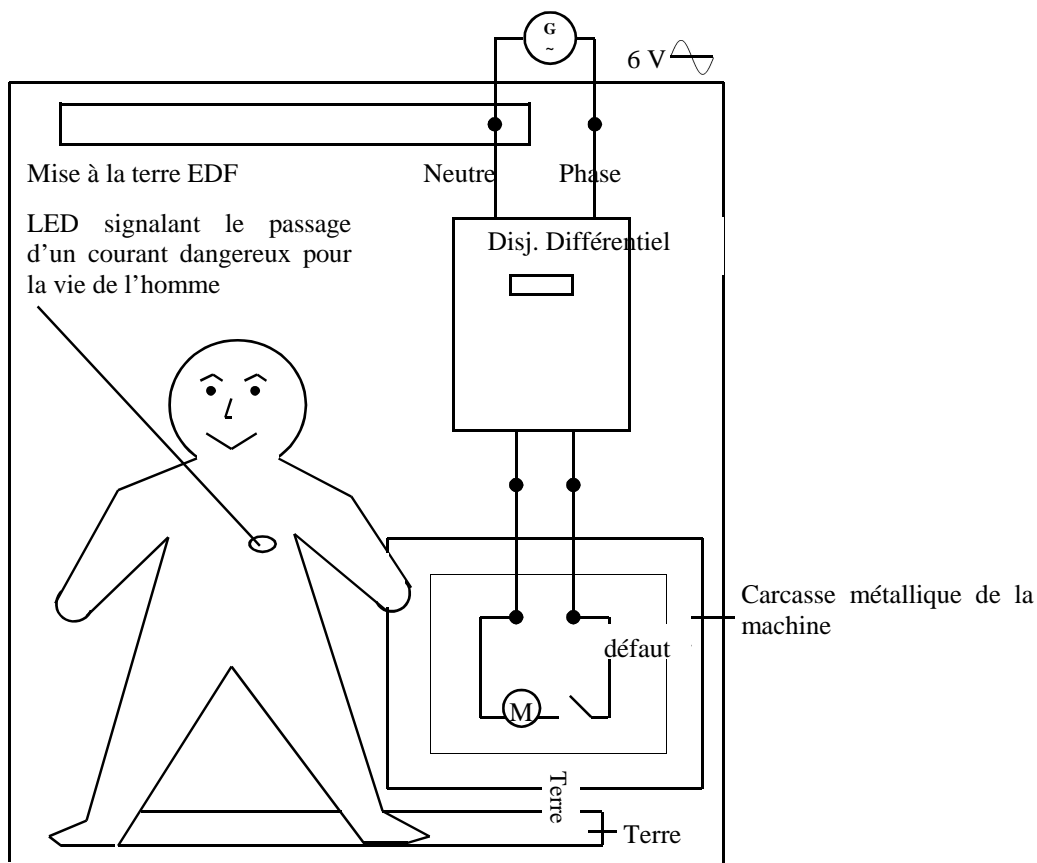 G
~
6 V
Mise à la terre EDF
Neutre
Phase
LED signalant le passage
d'un courant dangereux pour
la vie de l'homme
Disj. Différentiel
Carcasse métallique de la
machine
défaut
M
Terre
Terre